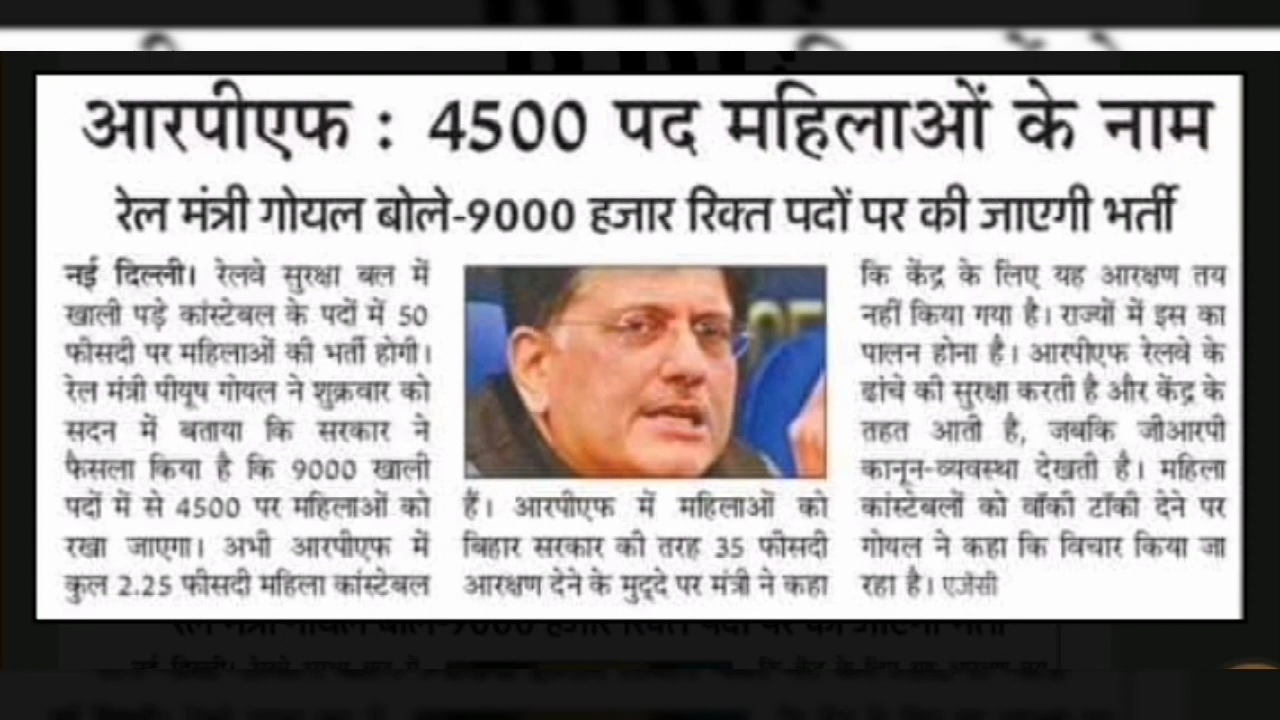 आरपीएफ : 4500 पद महिलाओं के नाम
रेल मंत्री गोयल बोले-9000 हजार रिक्त पदों पर की जाएगी भर्ती
नई दिल्ली। रेलवे सुरक्षा बल में
खाली पड़े कांस्टेबल के पदों में 50
फीसदी पर महिलाओं की भर्ती होगी।
रेल मंत्री पीयूष गोयल ने शुक्रवार को
सदन में बताया कि सरकार ने
फैसला किया है कि 9000 खाली
पदों में से 4500 पर महिलाओं को
रखा जाएगा। अभी आरपीएफ में
कुल 2.25 फीसदी महिला कांस्टेबल
हैं। आरपीएफ में महिलाओं को
बिहार सरकार की तरह 35 फीसदी
आरक्षण देने के मुद्दे पर मंत्री ने कहा
कि केंद्र के लिए यह आरक्षण तय
नहीं किया गया है। राज्यों में इस का
पालन होना है। आरपीएफ रेलवे के
ढांचे की सुरक्षा करती है और केंद्र के
तहत आती है, जबकि जीआरपी
कानून-व्यवस्था देखती है। महिला
कांस्टेबलों को वॉकी टॉकी देने पर
गोयल ने कहा कि विचार किया जा
रहा है। एजेंसी